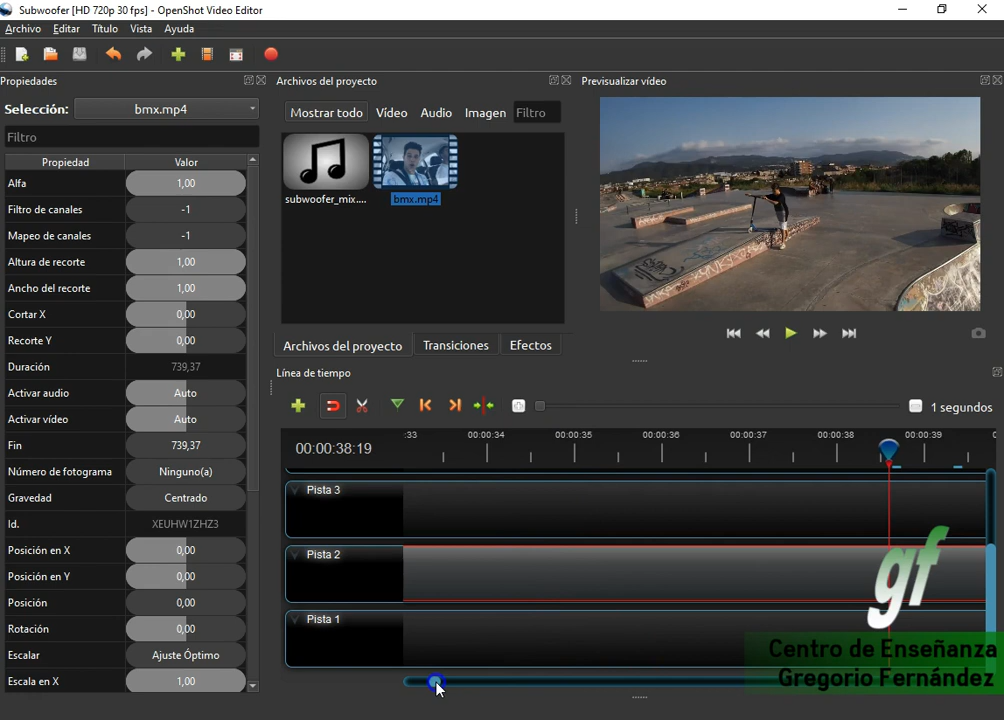 Subwoofer [HD 720p 30 fps] - OpenShot Video Editor
Archivo Editar Título Vista Ayuda
Propiedades
Selección: bmx.mp4
Filtro
Propiedad Valor
Alfa 1,00
Filtro de canales -1
Mapeo de canales -1
Altura de recorte 1,00
Ancho del recorte 1,00
Cortar X 0,00
Recorte Y 0,00
Duración 739,37
Activar audio Auto
Activar vídeo Auto
Fin 739,37
Número de fotograma Ninguno(a)
Gravedad Centrado
Id. XEUHW1ZHZ3
Posición en X 0,00
Posición en Y 0,00
Posición 0,00
Rotación 0,00
Escalar Ajuste Óptimo
Escala en X 1,00
Archivos del proyecto
Mostrar todo Vídeo Audio Imagen Filtro
subwoofer_mix.... bmx.mp4
Archivos del proyecto Transiciones Efectos
Previsualizar vídeo
Línea de tiempo
1 segundos
00:00:38:19
:33 00:00:34 00:00:35 00:00:36 00:00:37 00:00:38 00:00:39 0
Pista 3
Pista 2
Pista 1
gf
Centro de Enseñanza
Gregorio Fernández